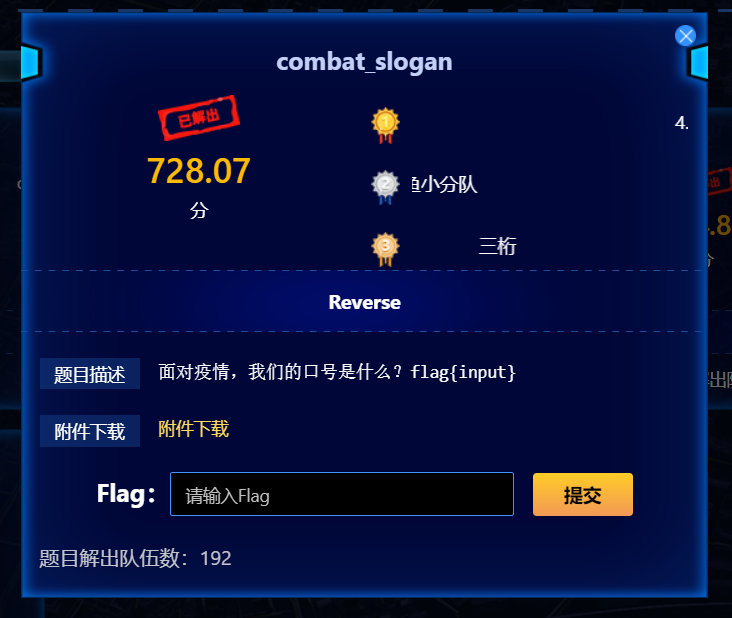 combat_slogan
已解出
728.07
分
1
4.
2
鱼小分队
3
三桁
Reverse
题目描述
面对疫情，我们的口号是什么？flag{input}
附件下载
附件下载
Flag：
请输入Flag
提交
题目解出队伍数：192